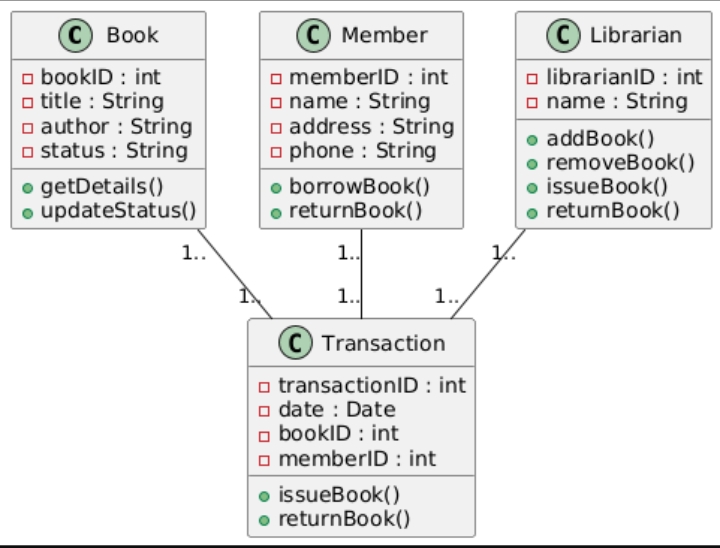 C Book
bookID : int
title : String
author : String
status : String
getDetails()
updateStatus()
C Member
memberID : int
name : String
address : String
phone : String
borrowBook()
returnBook()
C Librarian
librarianID : int
name : String
addBook()
removeBook()
issueBook()
returnBook()
1..
1..
1..
1..
1..
1..
C Transaction
transactionID : int
date : Date
bookID : int
memberID : int
issueBook()
returnBook()